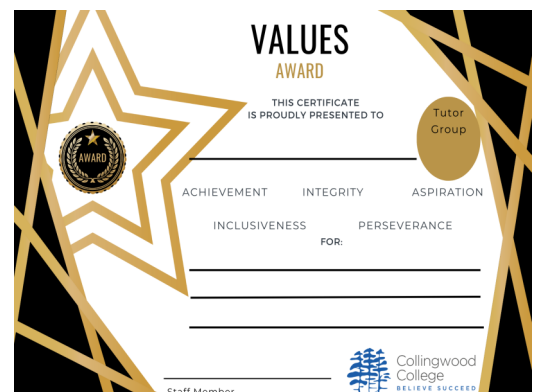 VALUES
AWARD
THIS CERTIFICATE
IS PROUDLY PRESENTED TO
Tutor
Group
AWARD
ACHIEVEMENT INTEGRITY ASPIRATION
INCLUSIVENESS PERSEVERANCE
FOR:
Collingwood
College
BELIEVE SUCCEED
Staff Member